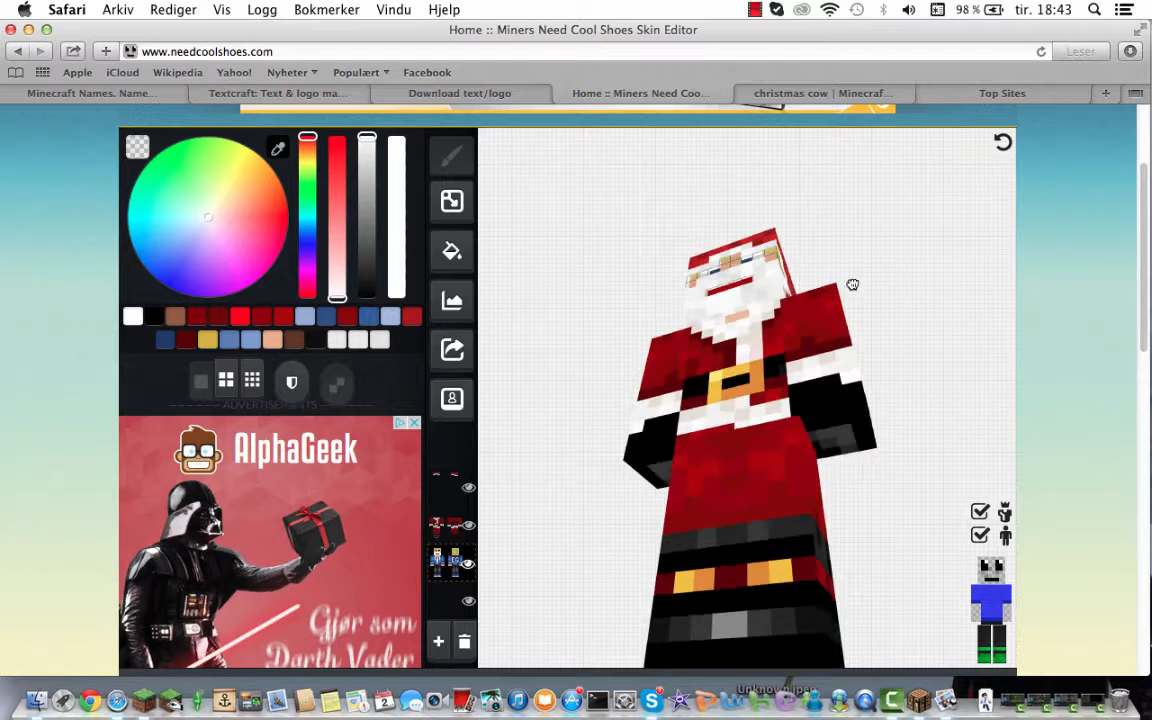 Safari Arkiv Rediger Vis Logg Bokmerker Vindu Hjelp 98 % tir. 18:43
Home :: Miners Need Cool Shoes Skin Editor
www.needcoolshoes.com Leser
Apple iCloud Wikipedia Yahoo! Nyheter Populært Facebook
Minecraft Names. Name... Textcraft: Text & logo ma... Download text/logo Home :: Miners Need Coo... christmas cow | Minecraf... Top Sites
ADVERTISEMENTS
AlphaGeek
Gjør som
Darth Vader
Unknown.jpeg